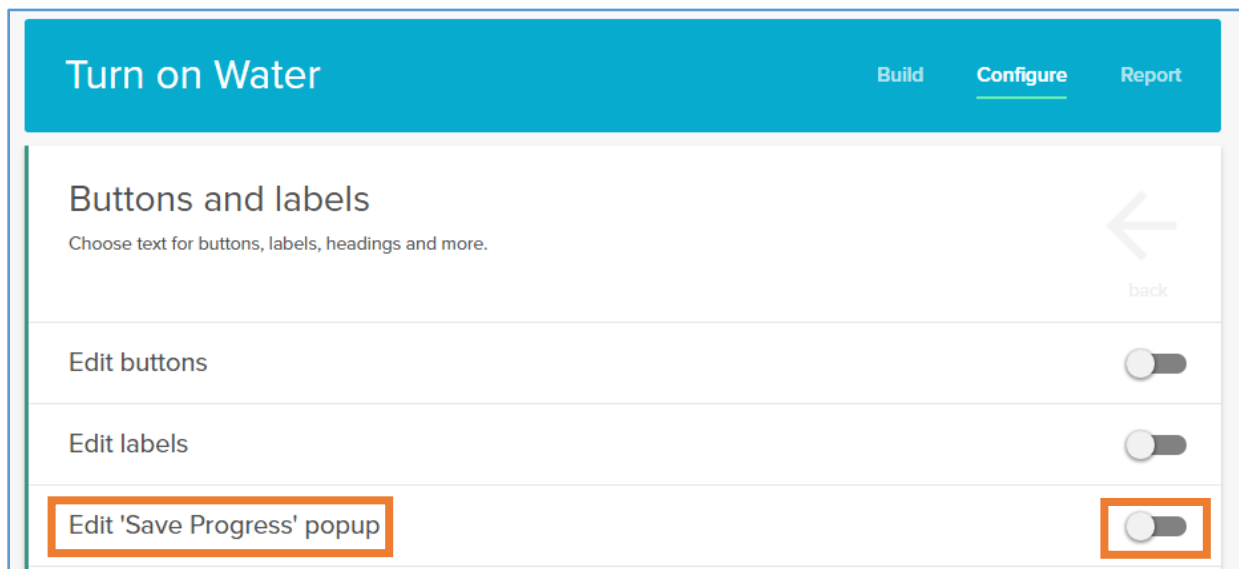 Turn on Water
Build Configure Report
Buttons and labels
Choose text for buttons, labels, headings and more.
back
Edit buttons
Edit labels
Edit 'Save Progress' popup